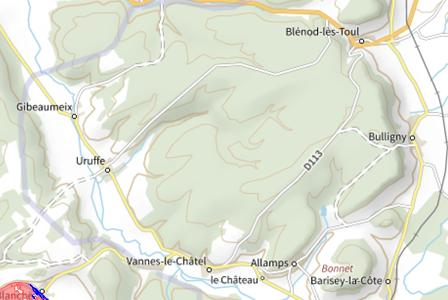 Blénod-lès-Toul
Gibeaumeix
Bulligny
Uruffe
D113
Vannes-le-Châtel
Allamps
Bonnet
le Château
Barisey-la-Côte